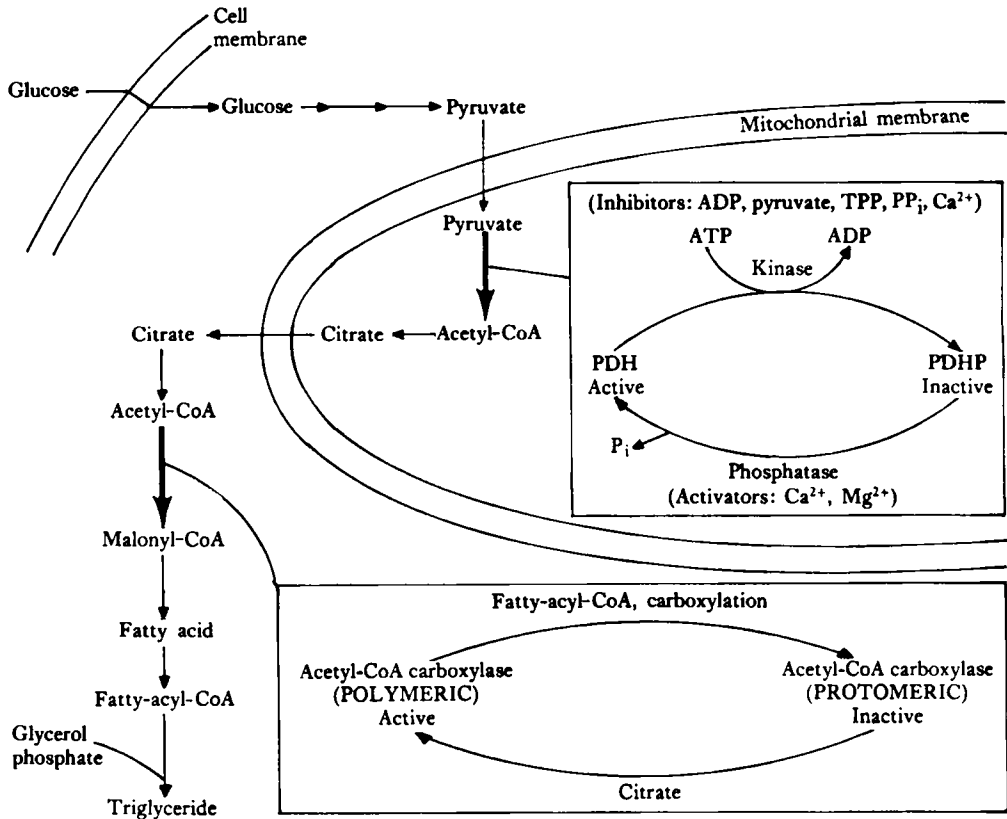 Cell
membrane
Glucose
Glucose
Pyruvate
Mitochondrial membrane
Pyruvate
(Inhibitors: ADP, pyruvate, TPP, PPi, Ca²⁺)
ATP
ADP
Kinase
PDH
Active
PDHP
Inactive
Pi
Phosphatase
(Activators: Ca²⁺, Mg²⁺)
Citrate
Citrate
Acetyl-CoA
Acetyl-CoA
Malonyl-CoA
Fatty acid
Fatty-acyl-CoA
Glycerol
phosphate
Triglyceride
Fatty-acyl-CoA, carboxylation
Acetyl-CoA carboxylase
(POLYMERIC)
Active
Acetyl-CoA carboxylase
(PROTOMERIC)
Inactive
Citrate